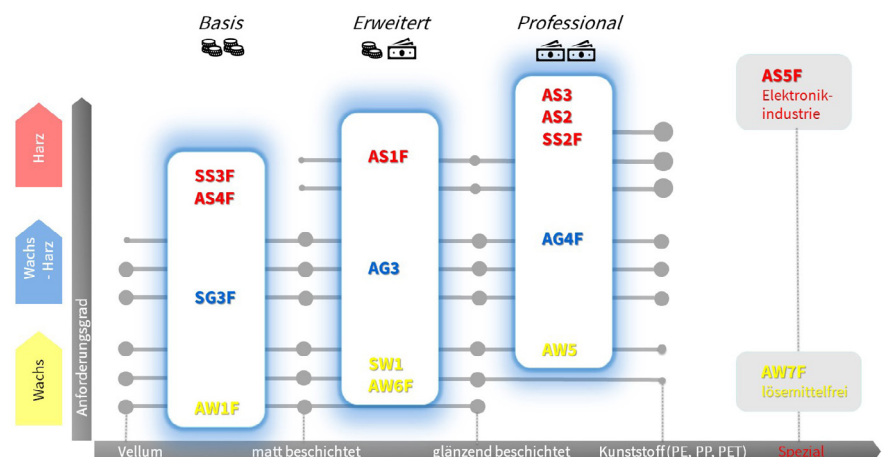 Basis
Erweitert
Professional
AS5F
Elektronik-
industrie
AS3
AS2
SS2F
Harz
AS1F
SS3F
AS4F
Wachs
- Harz
AG4F
AG3
SG3F
Anforderungsgrad
Wachs
AW5
SW1
AW6F
AW1F
AW7F
lösemittelfrei
Vellum
matt beschichtet
glänzend beschichtet
Kunststoff (PE, PP, PET)
Spezial